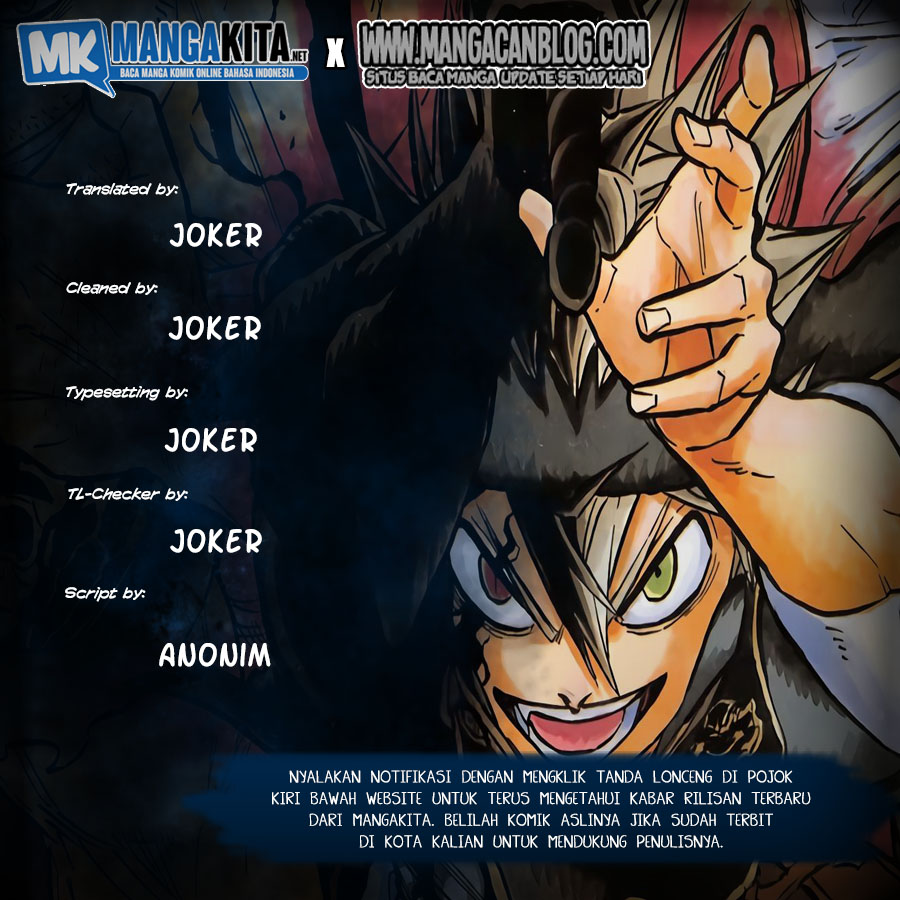 MK MANGAKITA.NET
BACA MANGA KOMIK ONLINE BAHASA INDONESIA
X
WWW.MANGACANBLOG.COM
SITUS BACA MANGA UPDATE SETIAP HARI
Translated by:
JOKER
Cleaned by:
JOKER
Typesetting by:
JOKER
TL-Checker by:
JOKER
Script by:
ANONIM
NYALAKAN NOTIFIKASI DENGAN MENGKLIK TANDA LONCENG DI POJOK
KIRI BAWAH WEBSITE UNTUK TERUS MENGETAHUI KABAR RILISAN TERBARU
DARI MANGAKITA. BELILAH KOMIK ASLINYA JIKA SUDAH TERBIT
DI KOTA KALIAN UNTUK MENDUKUNG PENULISNYA.